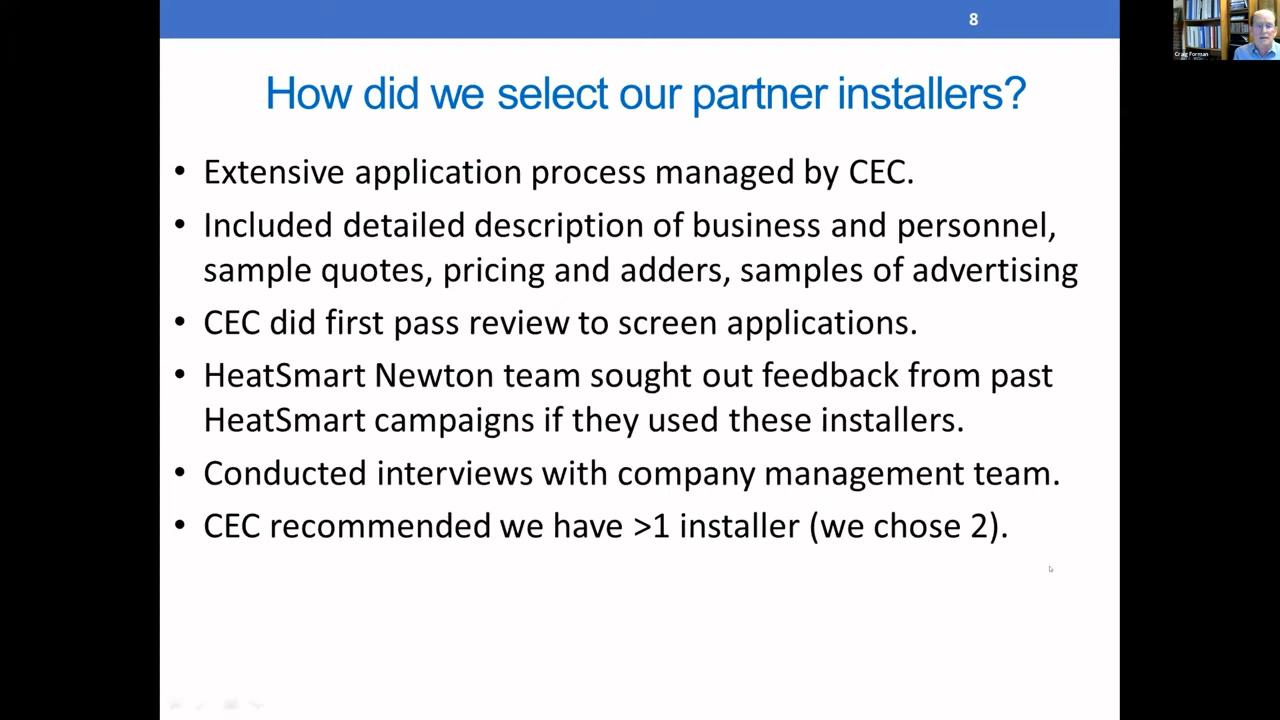 8
Craig Forman
How did we select our partner installers?
• Extensive application process managed by CEC.
• Included detailed description of business and personnel,
sample quotes, pricing and adders, samples of advertising
• CEC did first pass review to screen applications.
• HeatSmart Newton team sought out feedback from past
HeatSmart campaigns if they used these installers.
• Conducted interviews with company management team.
• CEC recommended we have >1 installer (we chose 2).